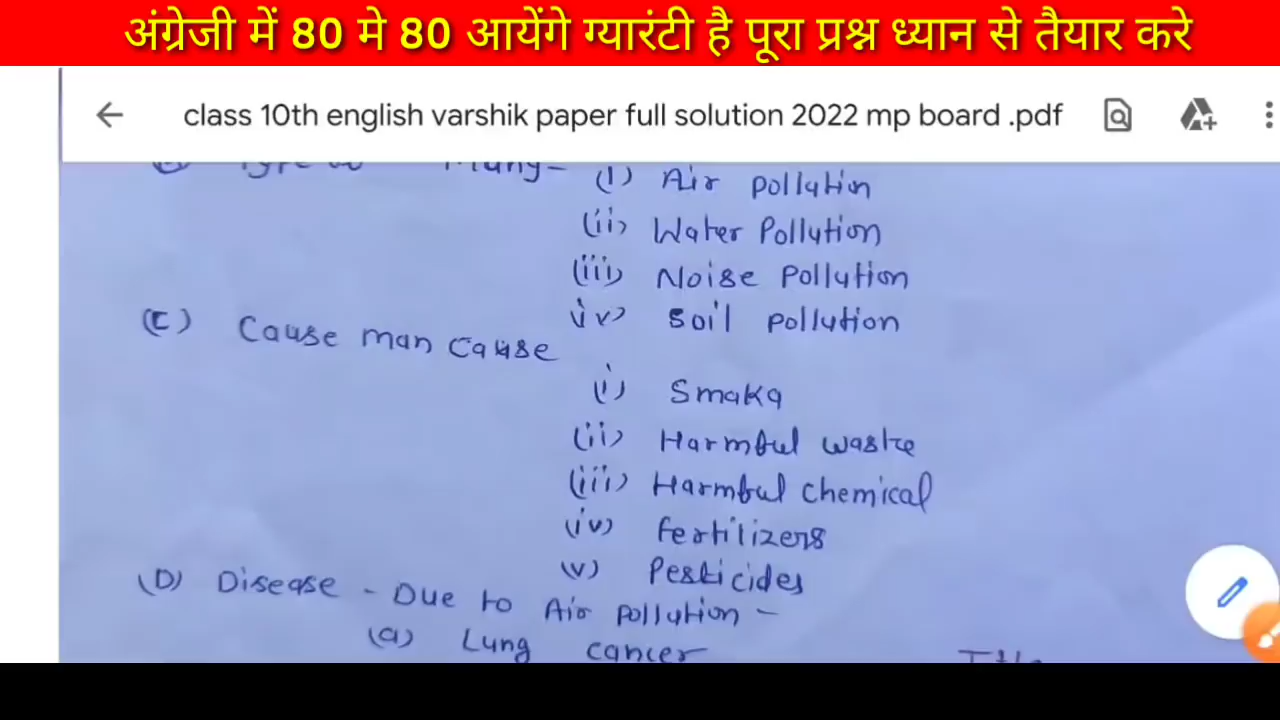 अंग्रेजी में 80 मे 80 आयेंगे ग्यारंटी है पूरा प्रश्न ध्यान से तैयार करे
class 10th english varshik paper full solution 2022 mp board .pdf
(i) Air pollution
(ii) Water Pollution
(iii) Noise Pollution
iv) Soil pollution
(C) Cause man cause
(i) Smaka
(ii) Harmful waste
(iii) Harmful chemical
(iv) fertilizers
(v) Pesticides
(D) Disease - Due to Air pollution -
(a) Lung cancer